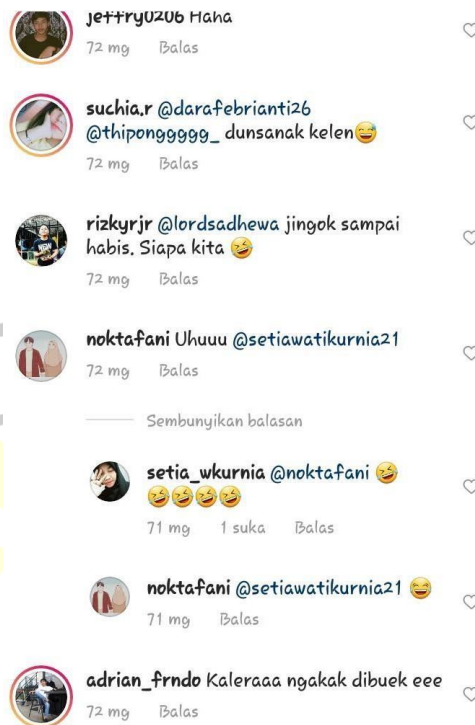 jeffry0206 Haha
72 mg Balas
suchia.r @darafebrianti26
@thiponggggg_ dunsanak kelen😅
72 mg Balas
rizkyrjr @lordsadhewa jingok sampai
habis. Siapa kita 🤣
72 mg Balas
noktafani Uhuuu @setiawatikurnia21
72 mg Balas
Sembunyikan balasan
setia_wkurnia @noktafani 🤣
🤣🤣🤣🤣
71 mg 1 suka Balas
noktafani @setiawatikurnia21 😂
71 mg Balas
adrian_frndo Kaleraaa ngakak dibuek eee
72 mg Balas